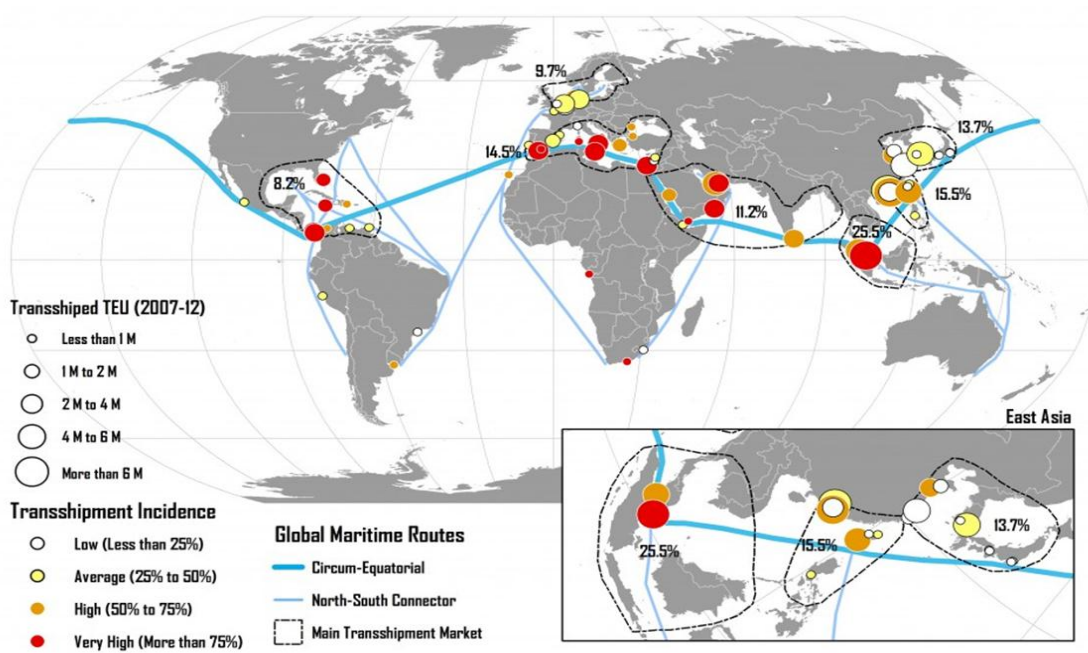 9.7%
13.7%
14.5%
8.2%
15.5%
11.2%
25.5%
Transshiped TEU (2007-12)
Less than 1 M
1 M to 2 M
2 M to 4 M
4 M to 6 M
More than 6 M
Transshipment Incidence
Low (Less than 25%)
Average (25% to 50%)
High (50% to 75%)
Very High (More than 75%)
Global Maritime Routes
Circum-Equatorial
North-South Connector
Main Transshipment Market
East Asia
13.7%
15.5%
25.5%